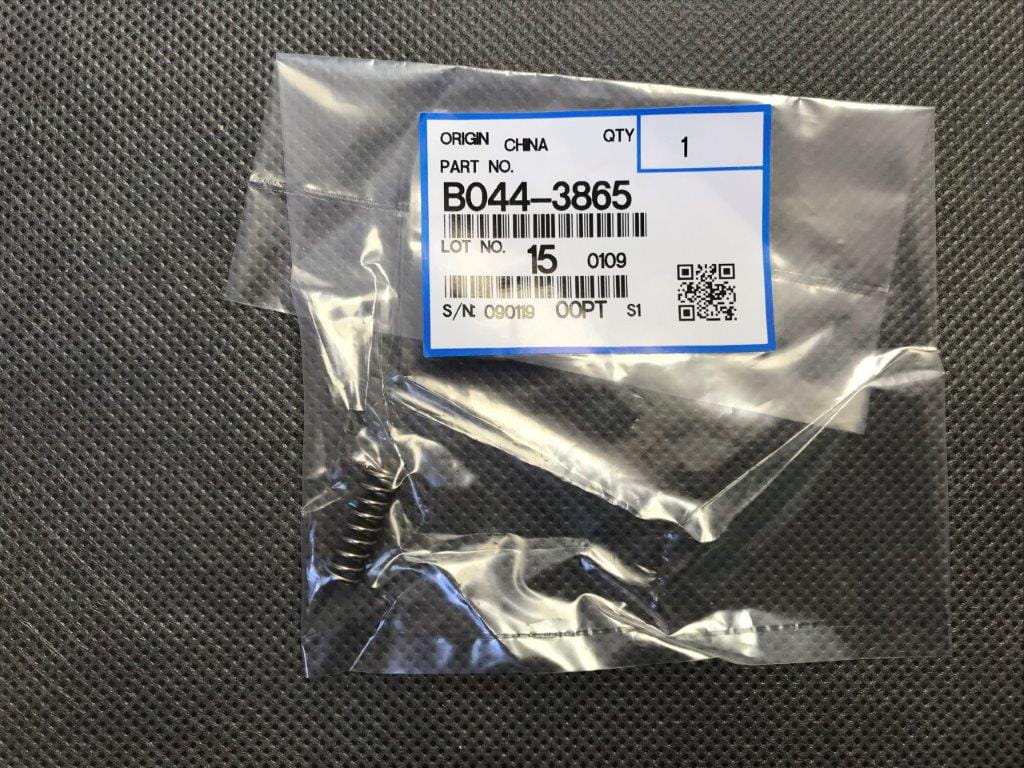 ORIGIN CHINA QTY 1
PART NO.
B044-3865
LOT NO. 15 0109
S/N: 090119 00PT S1